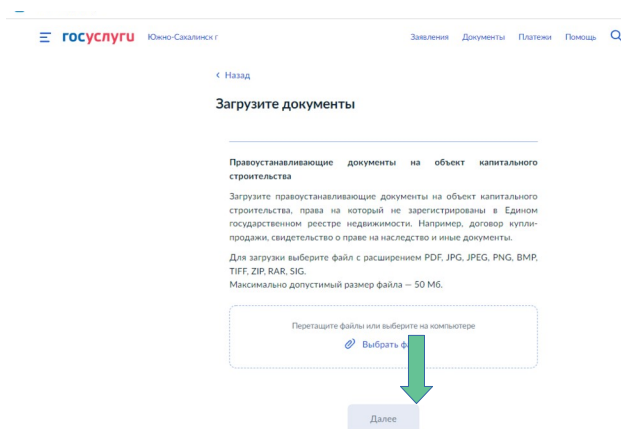 госуслуги Южно-Сахалинск г Заявления Документы Платежи Помощь
Назад
Загрузите документы
Правоустанавливающие документы на объект капитального
строительства
Загрузите правоустанавливающие документы на объект капитального
строительства, права на который не зарегистрированы в Едином
государственном реестре недвижимости. Например, договор купли-
продажи, свидетельство о праве на наследство и иные документы.
Для загрузки выберите файл с расширением PDF, JPG, JPEG, PNG, BMP,
TIFF, ZIP, RAR, SIG.
Максимально допустимый размер файла — 50 Мб.
Перетащите файлы или выберите на компьютере
Выбрать
Далее